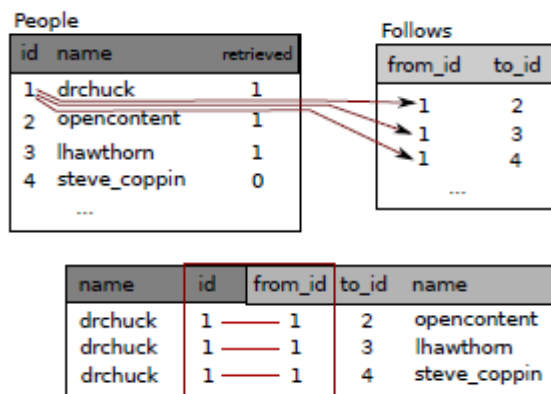 People
id name retrieved
1 drchuck 1
2 opencontent 1
3 lhawthorn 1
4 steve_coppin 0
...
Follows
from_id to_id
1 2
1 3
1 4
...
name id from_id to_id name
drchuck 1 1 2 opencontent
drchuck 1 1 3 lhawthorn
drchuck 1 1 4 steve_coppin